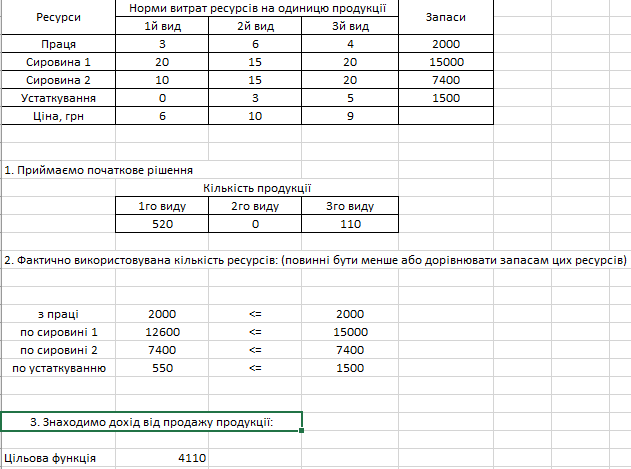 Ресурси Норми витрат ресурсів на одиницю продукції Запаси
1й вид 2й вид 3й вид
Праця 3 6 4 2000
Сировина 1 20 15 20 15000
Сировина 2 10 15 20 7400
Устаткування 0 3 5 1500
Ціна, грн 6 10 9
1. Приймаємо початкове рішення
Кількість продукції
1го виду 2го виду 3го виду
520 0 110
2. Фактично використовувана кількість ресурсів: (повинні бути менше або дорівнювати запасам цих ресурсів)
з праці 2000 <= 2000
по сировині 1 12600 <= 15000
по сировині 2 7400 <= 7400
по устаткуванню 550 <= 1500
3. Знаходимо дохід від продажу продукції:
Цільова функція 4110